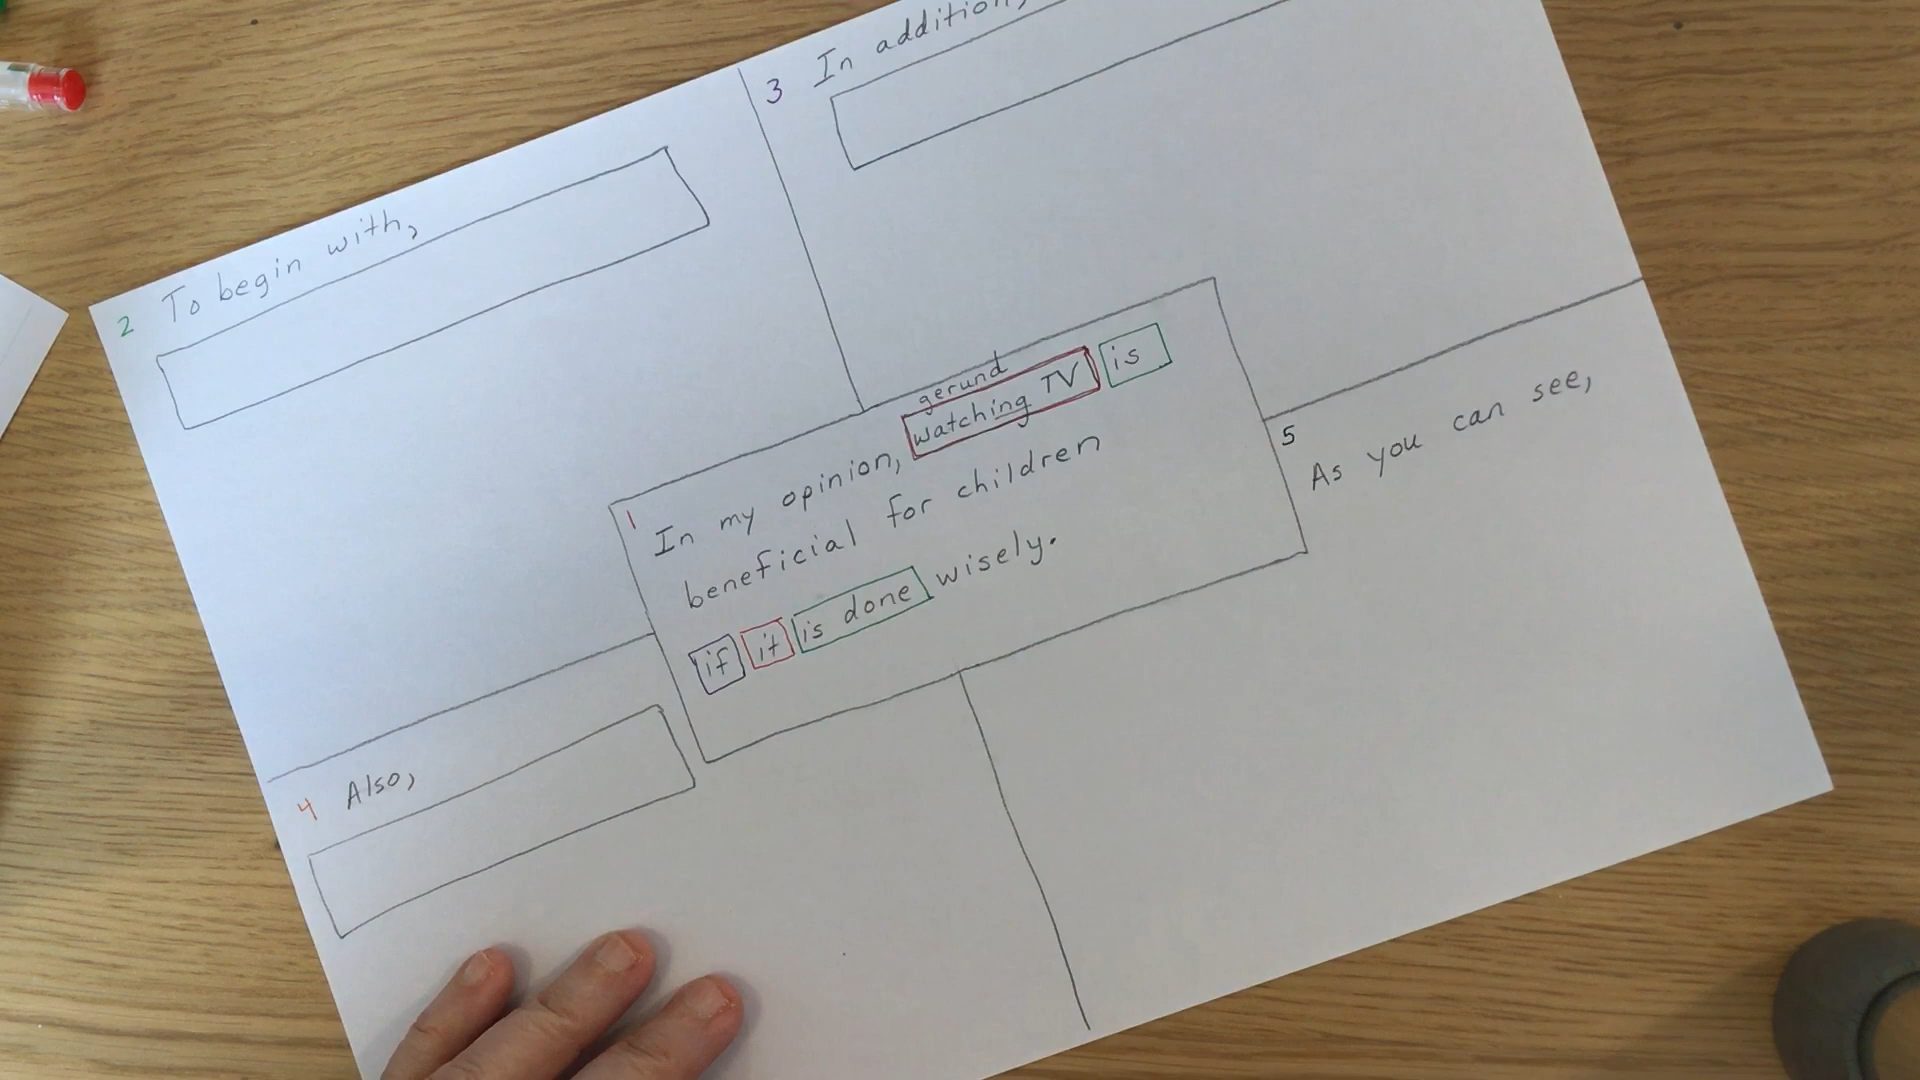 2 To begin with,
3 In addition,
1
gerund
In my opinion, watching TV is
beneficial for children
if it is done wisely.
4 Also,
5
As you can see,